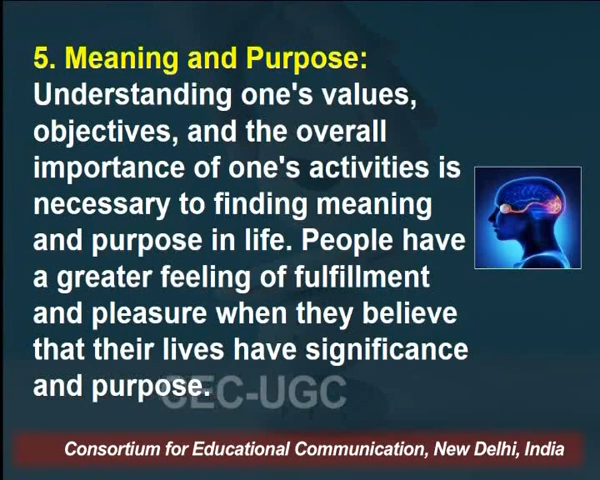 5. Meaning and Purpose:
Understanding one's values,
objectives, and the overall
importance of one's activities is
necessary to finding meaning
and purpose in life. People have
a greater feeling of fulfillment
and pleasure when they believe
that their lives have significance
and purpose.
CEC-UGC
Consortium for Educational Communication, New Delhi, India